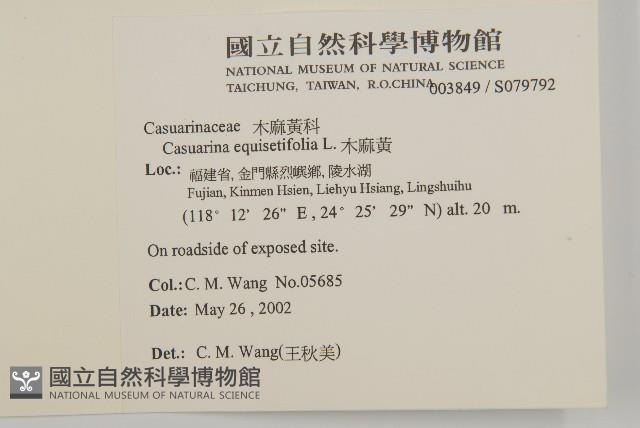 國立自然科學博物館
NATIONAL MUSEUM OF NATURAL SCIENCE
TAICHUNG, TAIWAN, R.O.CHINA 003849 / S079792
Casuarinaceae 木麻黃科
Casuarina equisetifolia L. 木麻黃
Loc.: 福建省, 金門縣烈嶼鄉, 陵水湖
Fujian, Kinmen Hsien, Liehyu Hsiang, Lingshuihu
(118° 12' 26" E , 24° 25' 29" N) alt. 20 m.
On roadside of exposed site.
Col.: C. M. Wang No.05685
Date: May 26 , 2002
Det.: C. M. Wang(王秋美)
國立自然科學博物館
NATIONAL MUSEUM OF NATURAL SCIENCE